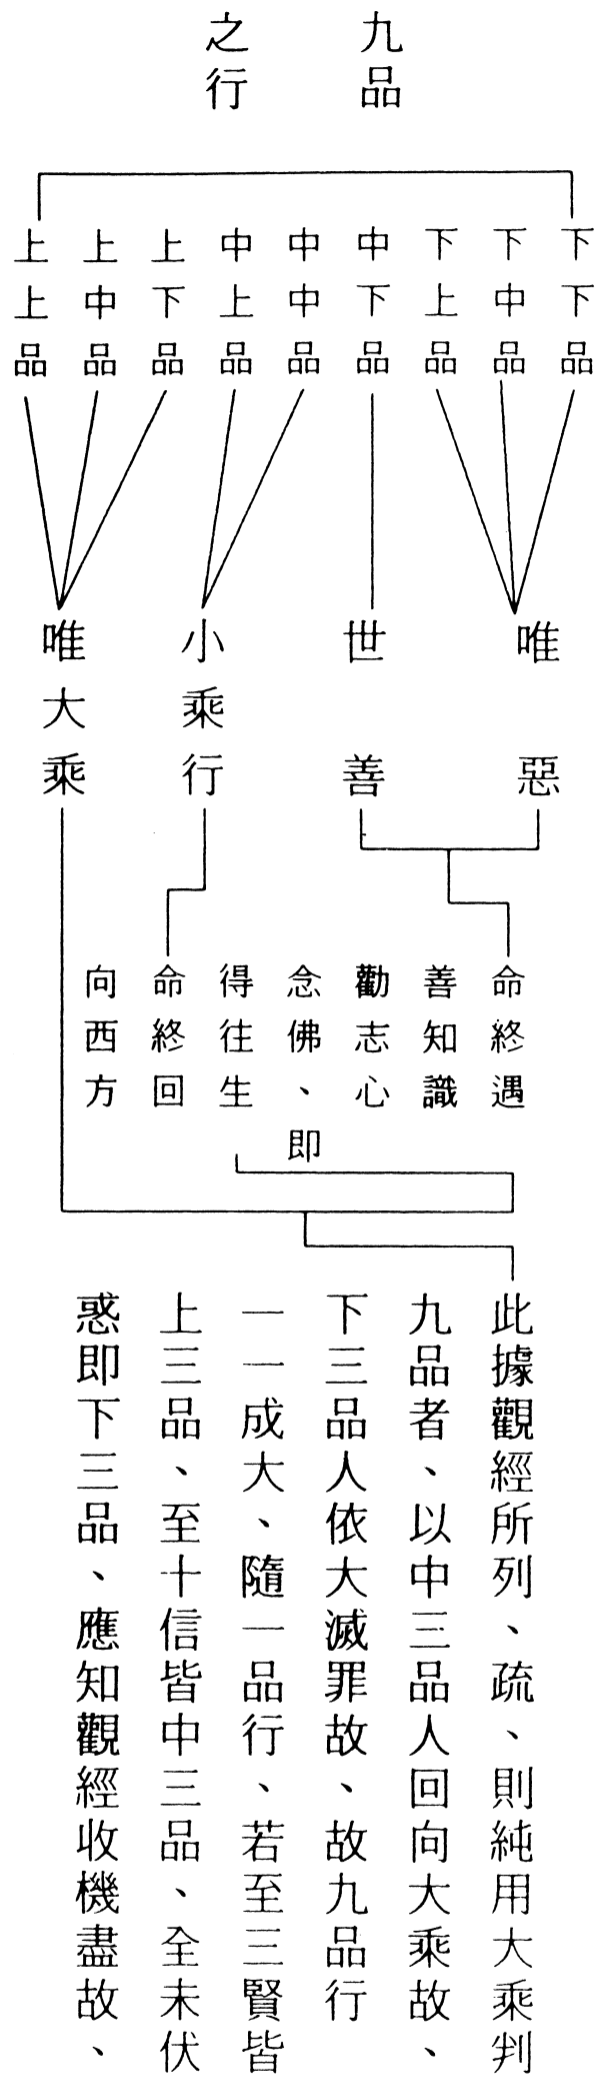 九品
之行
下下品
下中品
下上品
中下品
中中品
中上品
上下品
上中品
上上品
唯惡
世善
小乘行
唯大乘
命終遇
善知識
勸志心
念佛、即
得往生
命終回
向西方
此據觀經所列、疏、則純用大乘判
九品者、以中三品人回向大乘故、
下三品人依大滅罪故、故九品行
一一成大、隨一品行、若至三賢皆
上三品、至十信皆中三品、全未伏
惑即下三品、應知觀經收機盡故、